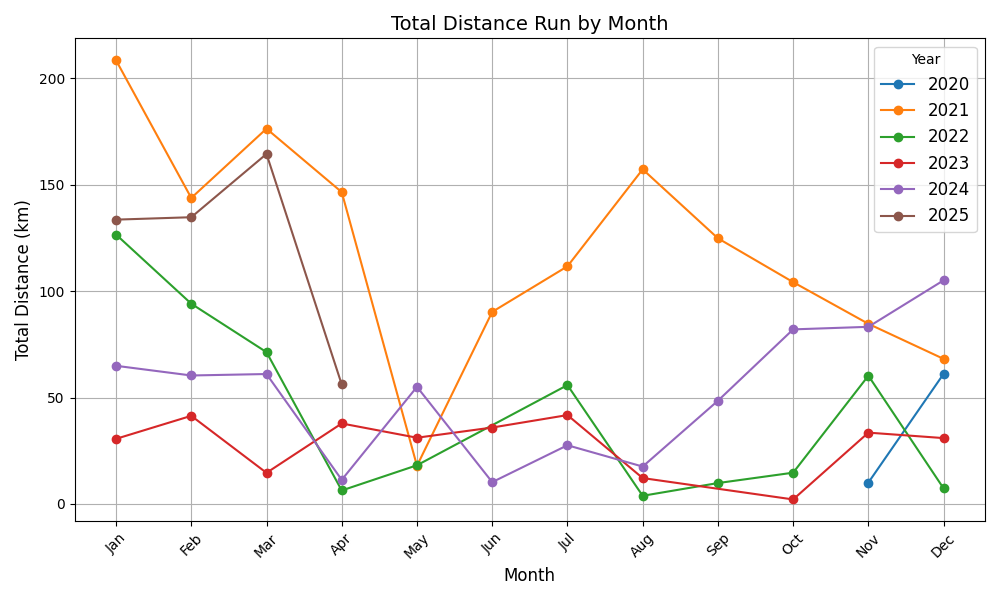 Total Distance Run by Month
Total Distance (km)
200
150
100
50
0
Jan
Feb
Mar
Apr
May
Jun
Jul
Aug
Sep
Oct
Nov
Dec
Month
Year
2020
2021
2022
2023
2024
2025